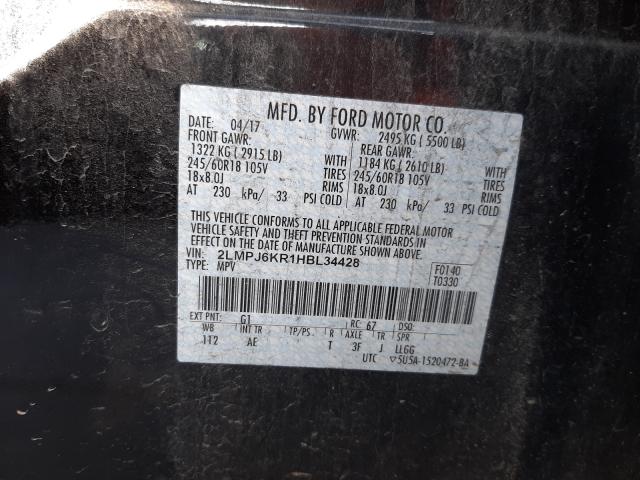 MFD. BY FORD MOTOR CO.
DATE: 04/17 GVWR: 2495 KG ( 5500 LB)
FRONT GAWR: REAR GAWR:
1322 KG ( 2915 LB) WITH 1184 KG ( 2610 LB) WITH
245/60R18 105V TIRES 245/60R18 105V TIRES
18x8.0J RIMS 18x8.0J RIMS
AT 230 kPa/ 33 PSI COLD AT 230 kPa/ 33 PSI COLD
THIS VEHICLE CONFORMS TO ALL APPLICABLE FEDERAL MOTOR
VEHICLE SAFETY AND THEFT PREVENTION STANDARDS IN
EFFECT ON THE DATE OF MANUFACTURE SHOWN ABOVE.
VIN: 2LMPJ6KR1HBL34428 F0140
TYPE: MPV T0330
EXT PNT: G1 RC: 67 DSO:
WB INT TR TP/PS R AXLE TR SPR
112 AE T 3F J LLGG
UTC ▽5U5A-1520472-BA